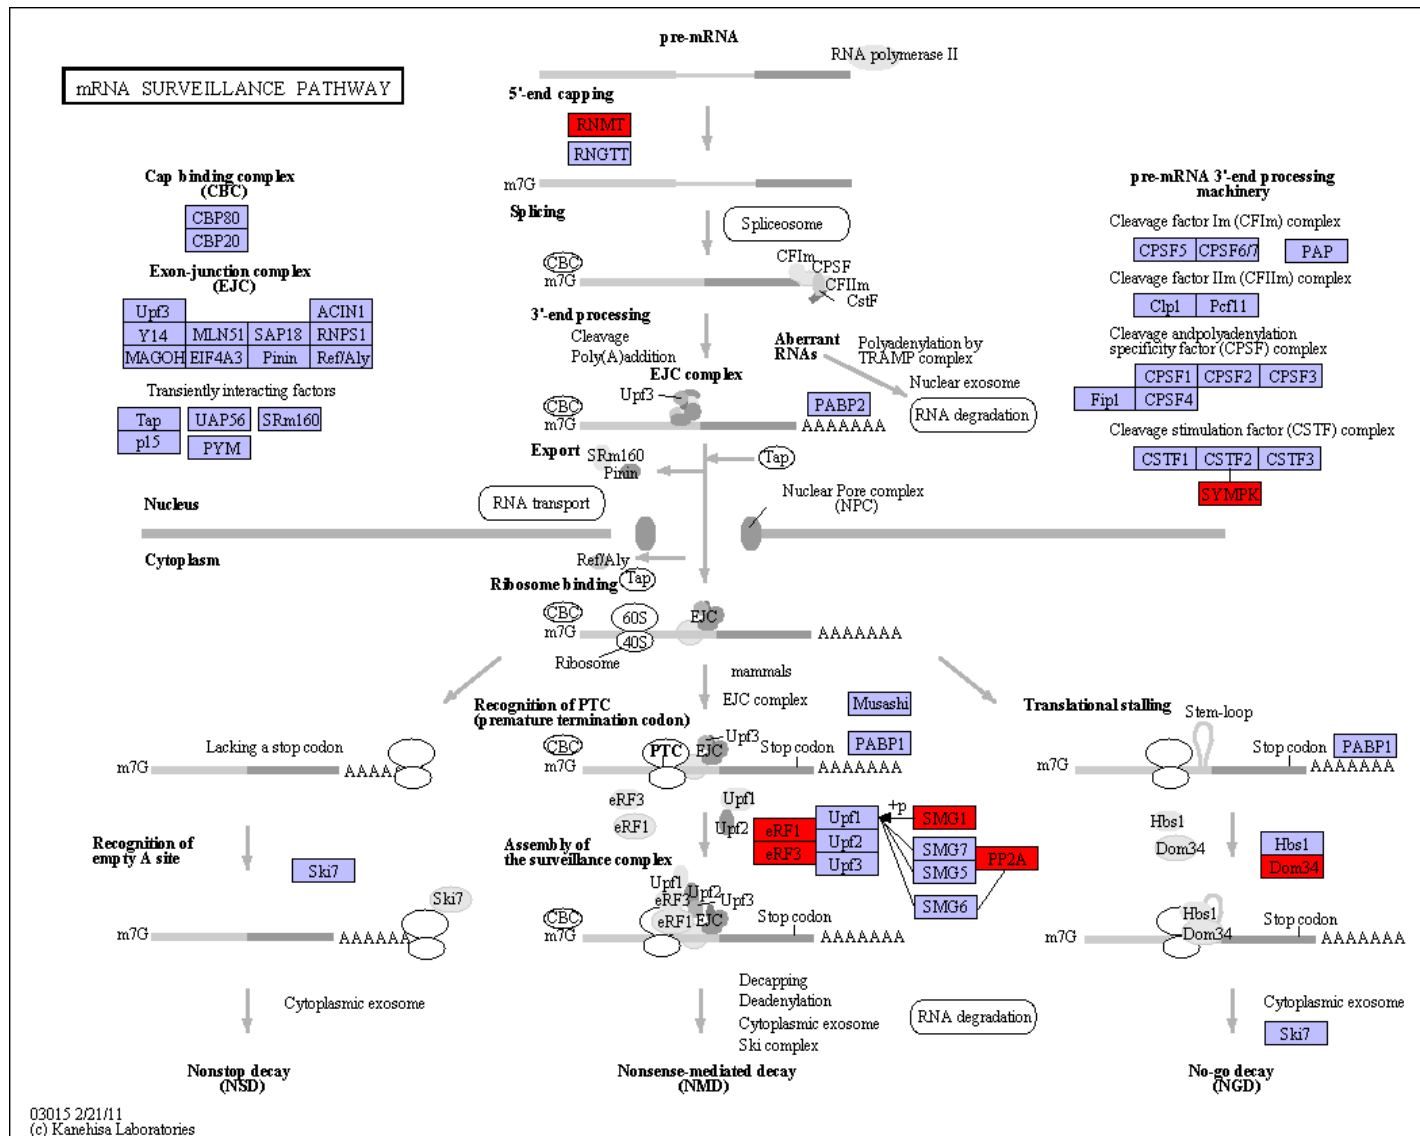 pre-mRNA
RNA polymerase II
mRNA SURVEILLANCE PATHWAY
5'-end capping
RNMT
RNGTT
m7G
Cap binding complex
(CBC)
CBP80
CBP20
Exon-junction complex
(EJC)
Upf3
ACIN1
Y14
MLN51
SAP18
RNPS1
MAGOH
EIF4A3
Pinin
Ref/Aly
Transiently interacting factors
Tap
UAP56
SRm160
p15
PYM
Splicing
Spliceosome
CBC
m7G
CFIm
CPSF
CFIIm
CstF
3'-end processing
Cleavage
Poly(A)addition
Aberrant
RNAs
Polyadenylation by
TRAMP complex
Nuclear exosome
RNA degradation
EJC complex
Upf3
CBC
m7G
PABP2
AAAAAAA
Export
SRm160
Pinin
Tap
pre-mRNA 3'-end processing
machinery
Cleavage factor Im (CFIm) complex
CPSF5
CPSF6/7
PAP
Cleavage factor IIm (CFIIm) complex
Clp1
Pcf11
Cleavage andpolyadenylation
specificity factor (CPSF) complex
CPSF1
CPSF2
CPSF3
Fip1
CPSF4
Cleavage stimulation factor (CSTF) complex
CSTF1
CSTF2
CSTF3
SYMPK
Nucleus
RNA transport
Nuclear Pore complex
(NPC)
Cytoplasm
Ref/Aly
Tap
Ribosome binding
CBC
m7G
60S
40S
Ribosome
EJC
AAAAAAA
mammals
EJC complex
Musashi
Recognition of PTC
(premature termination codon)
CBC
m7G
PTC
EJC
Upf3
Stop codon
PABP1
AAAAAAA
Lacking a stop codon
m7G
AAAAA
Translational stalling
Stem-loop
m7G
Stop codon
PABP1
AAAAAAA
eRF3
eRF1
Upf1
Upf2
eRF1
eRF3
Upf1
Upf2
Upf3
+p
SMG1
SMG7
SMG5
SMG6
PP2A
Hbs1
Dom34
Hbs1
Dom34
Recognition of
empty A site
Ski7
Ski7
m7G
AAAAAAA
Assembly of
the surveillance complex
Upf1
eRF3
Upf2
Upf3
eRF1
EJC
CBC
m7G
Stop codon
AAAAAAA
Hbs1
Dom34
m7G
Stop codon
AAAAAAA
Cytoplasmic exosome
Decapping
Deadenylation
Cytoplasmic exosome
Ski complex
RNA degradation
Cytoplasmic exosome
Ski7
Nonstop decay
(NSD)
Nonsense-mediated decay
(NMD)
No-go decay
(NGD)
03015 2/21/11
(c) Kanehisa Laboratories